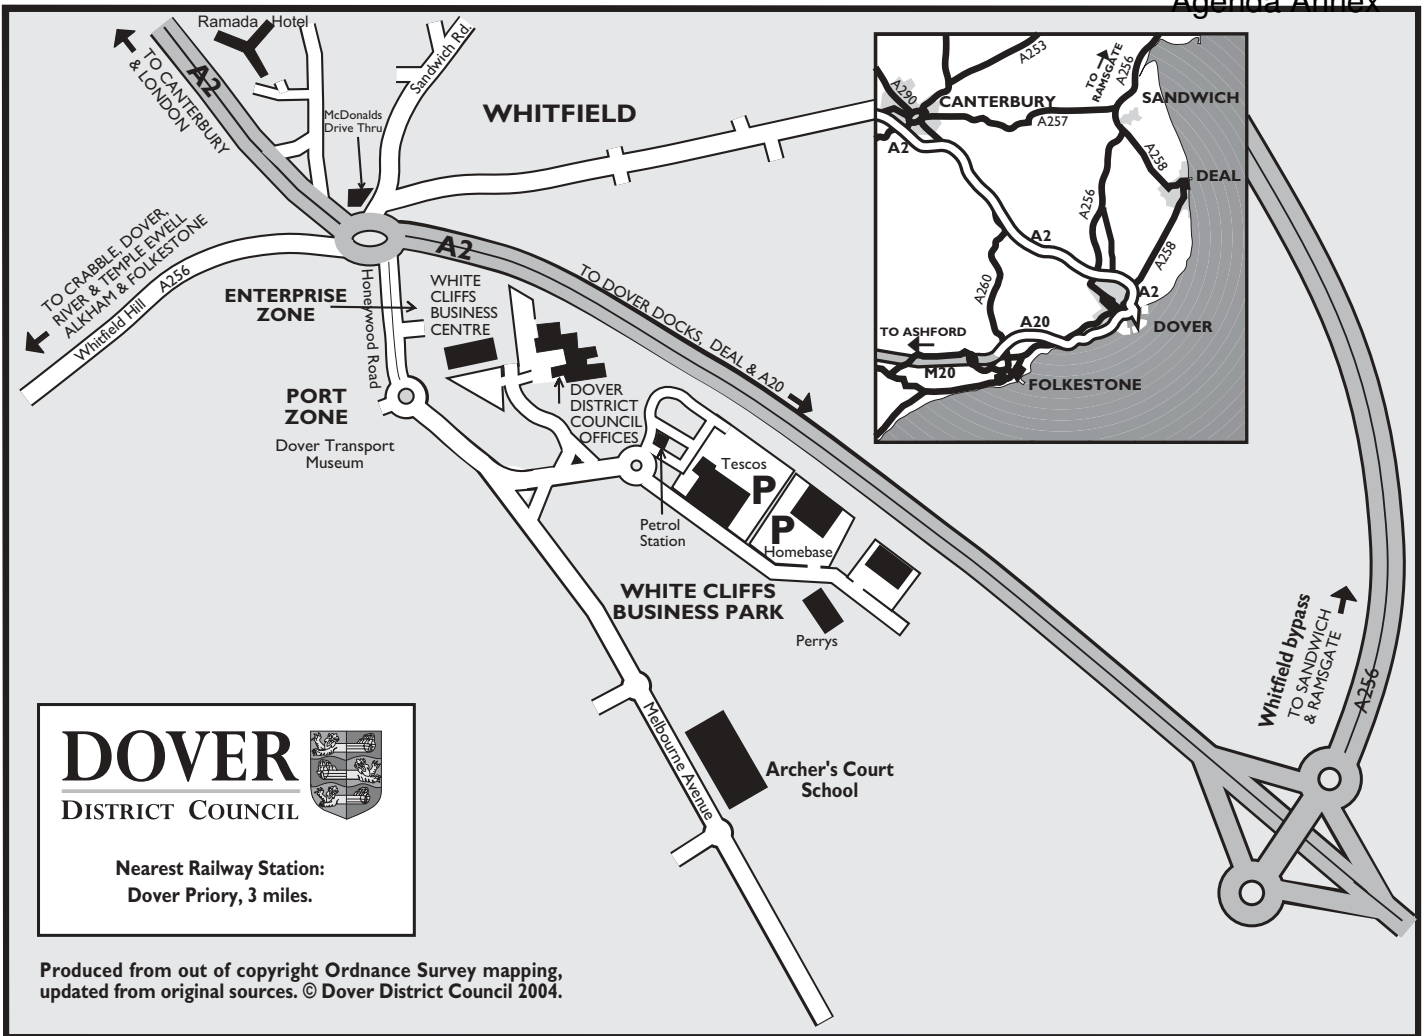 Agenda Annex
Ramada Hotel
TO CANTERBURY
& LONDON
A2
Sandwich Rd.
McDonalds
Drive Thru
WHITFIELD
TO CRABBLE, DOVER,
RIVER & TEMPLE EWELL
ALKHAM & FOLKESTONE
Whitfield Hill A256
A2
TO DOVER DOCKS, DEAL & A20
Honeywood Road
ENTERPRISE
ZONE
WHITE
CLIFFS
BUSINESS
CENTRE
PORT
ZONE
Dover Transport
Museum
DOVER
DISTRICT
COUNCIL
OFFICES
Tescos
P
P
Homebase
Petrol
Station
WHITE CLIFFS
BUSINESS PARK
Perrys
Melbourne Avenue
Archer's Court
School
Whitfield bypass
TO SANDWICH
& RAMSGATE
A256
A253
TO
RAMSGATE
A256
A290
CANTERBURY
SANDWICH
A257
A2
A258
DEAL
A256
A2
A258
A260
A2
A20
DOVER
TO ASHFORD
M20
FOLKESTONE
DOVER
DISTRICT COUNCIL
Nearest Railway Station:
Dover Priory, 3 miles.
Produced from out of copyright Ordnance Survey mapping,
updated from original sources. © Dover District Council 2004.